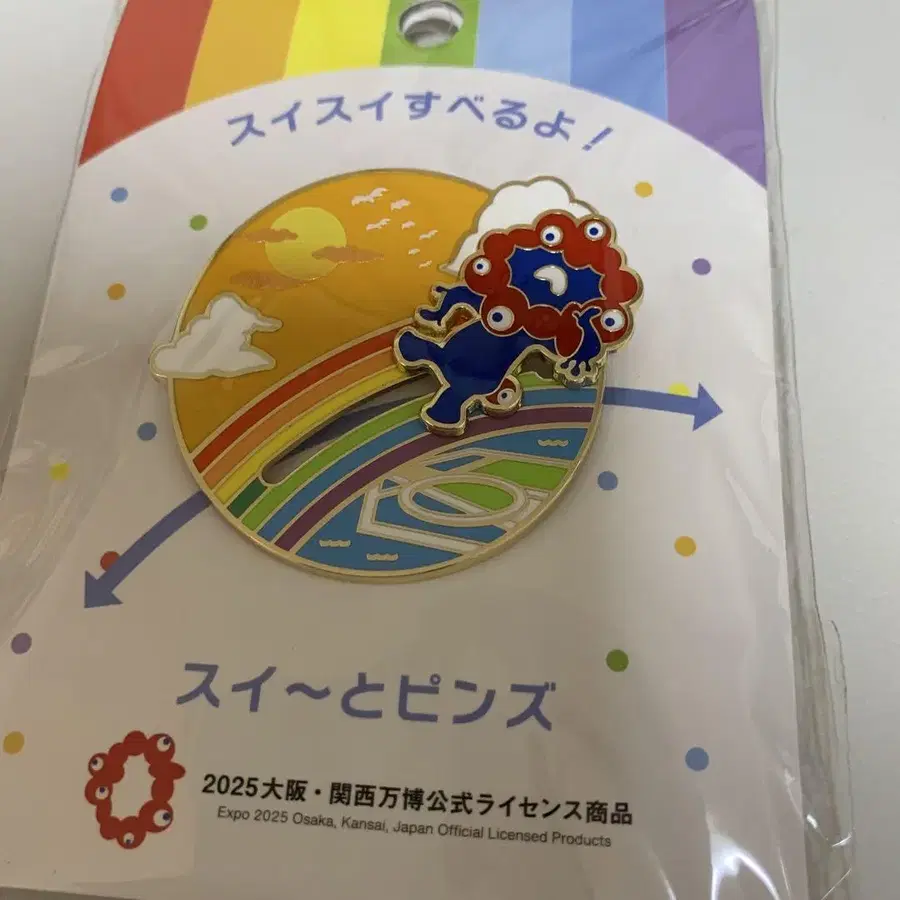 スイスイすべるよ!
スイ〜とピンズ
2025大阪・関西万博公式ライセンス商品
Expo 2025 Osaka, Kansai, Japan Official Licensed Products